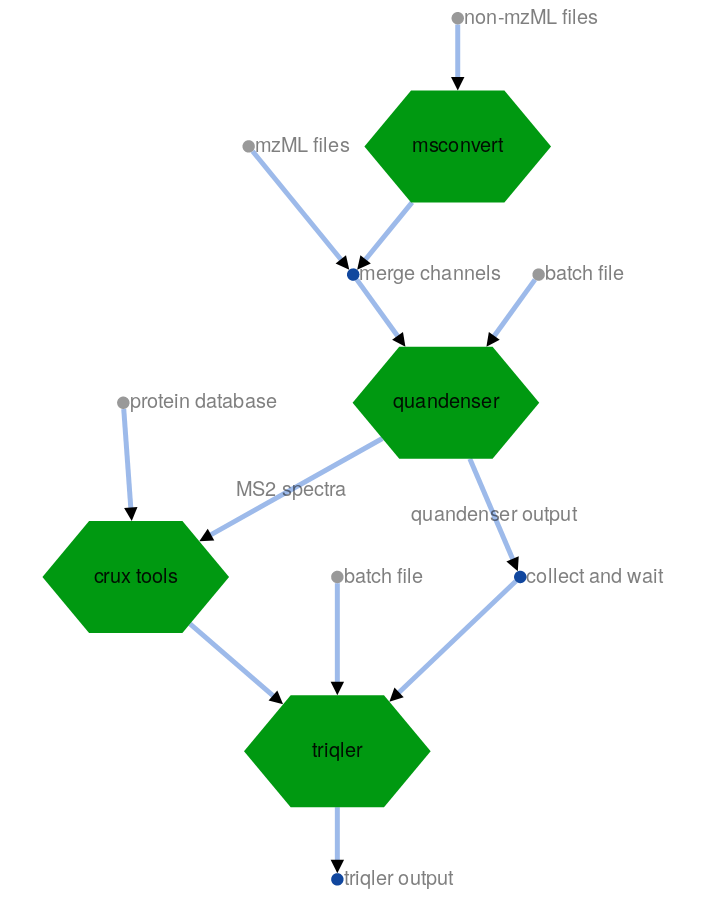 non-mzML files
mzML files
msconvert
merge channels
batch file
protein database
quandenser
MS2 spectra
quandenser output
crux tools
batch file
collect and wait
triqler
triqler output